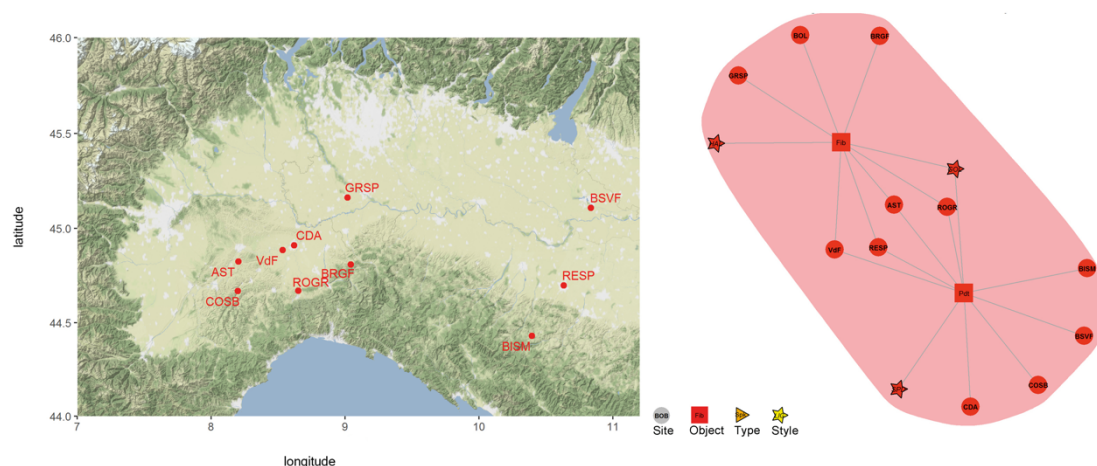 46.0
45.5
45.0
44.5
44.0
latitude
7
8
9
10
11
longitude
GRSP
BSVF
CDA
VdF
AST
BRGF
COSB
ROGR
RESP
BISM
BOL
BRGF
GRSP
Fib
AST
ROGR
VdF
RESP
BISM
Pdt
BSVF
COSB
CDA
BOB
Fis
Site
Object
Type
Style